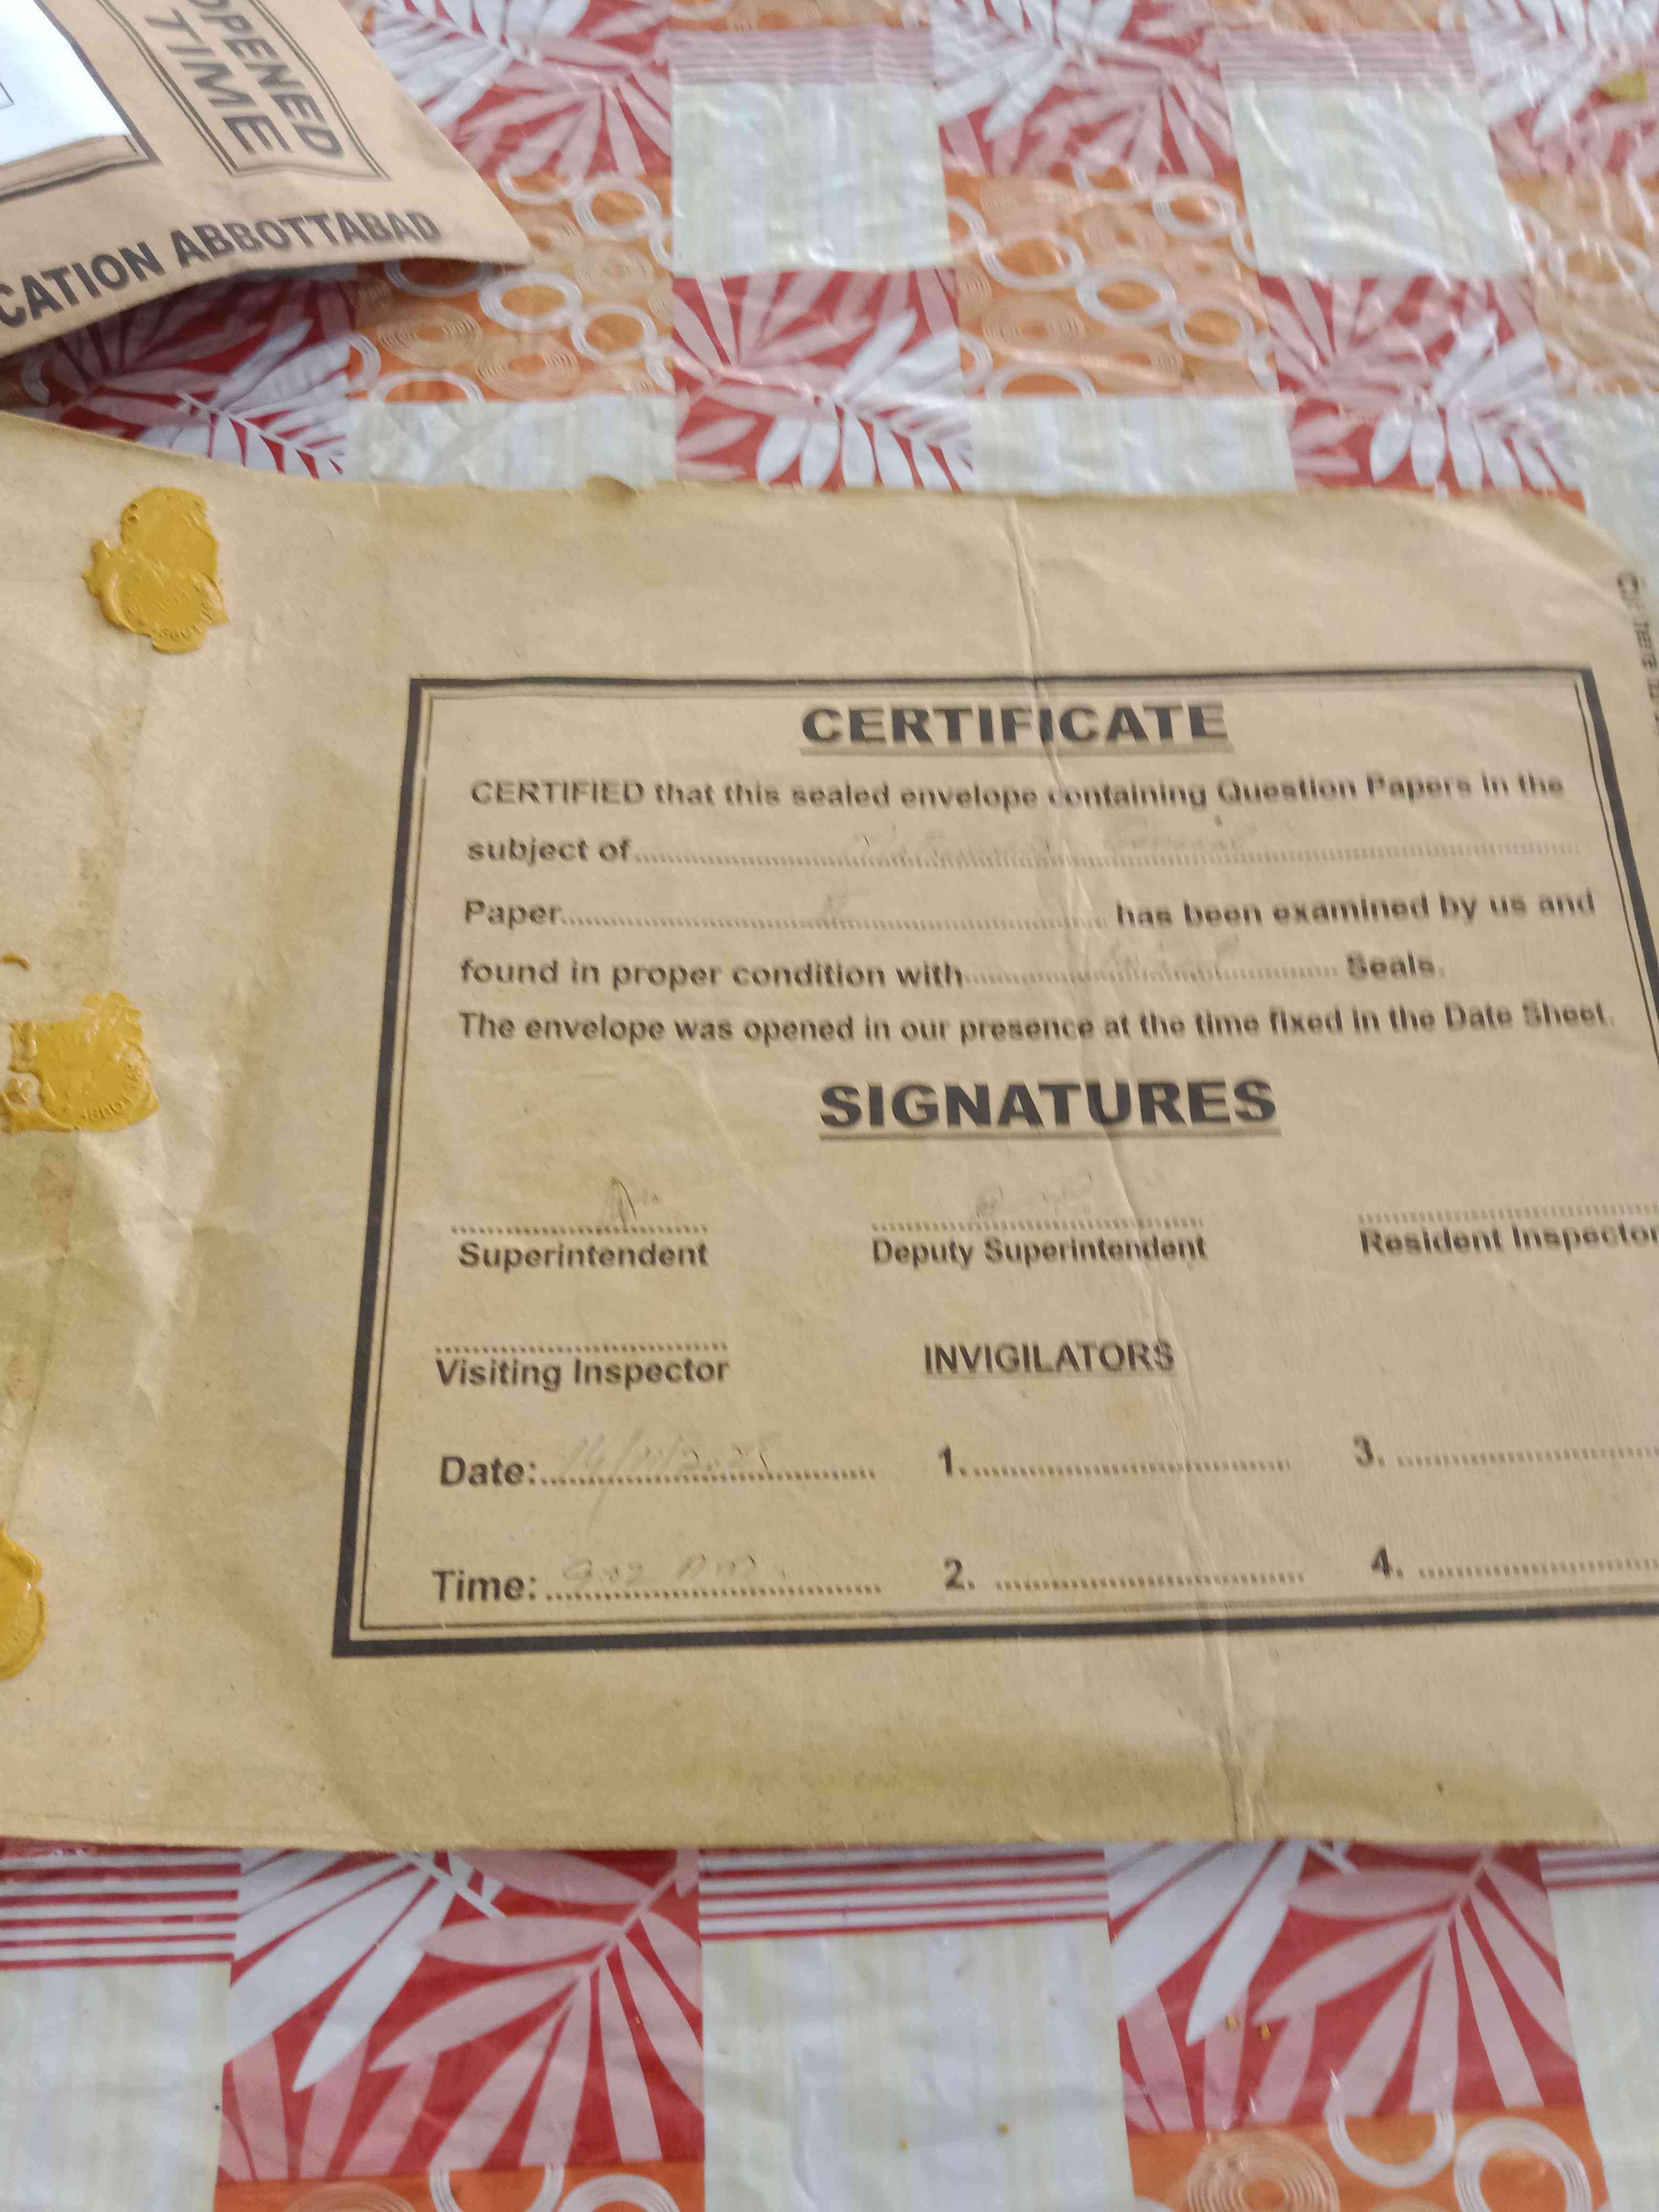 OPENED
TIME
CATION ABBOTTABAD
CERTIFICATE
CERTIFIED that this sealed envelope containing Question Papers in the
subject of
Paper has been examined by us and
found in proper condition with Seals.
The envelope was opened in our presence at the time fixed in the Date Sheet.
SIGNATURES
Superintendent Deputy Superintendent Resident Inspector
Visiting Inspector INVIGILATORS
Date: 1. 3.
Time: 9:02 2. 4.